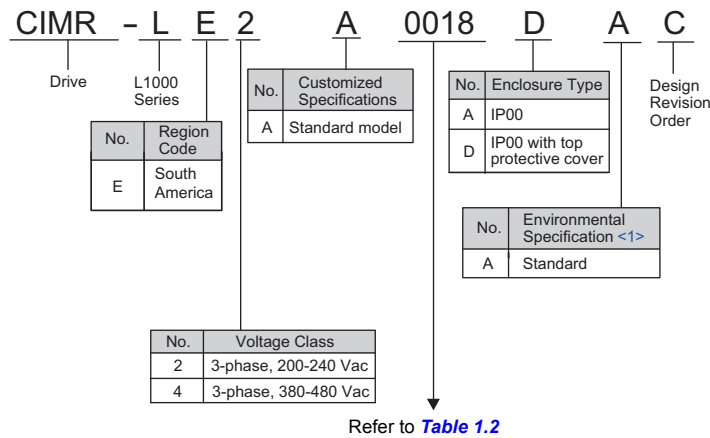 CIMR - L E 2 A 0018 D A C
Drive
L1000
Series
No. Region
Code
E South
America
No. Customized
Specifications
A Standard model
No. Enclosure Type
A IP00
D IP00 with top
protective cover
Design
Revision
Order
No. Environmental
Specification <1>
A Standard
No. Voltage Class
2 3-phase, 200-240 Vac
4 3-phase, 380-480 Vac
Refer to Table 1.2